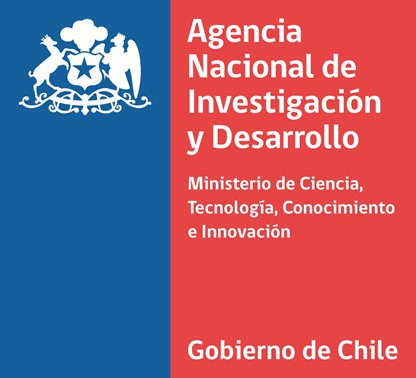 Agencia
Nacional de
Investigación
y Desarrollo
Ministerio de Ciencia,
Tecnología, Conocimiento
e Innovación
Gobierno de Chile